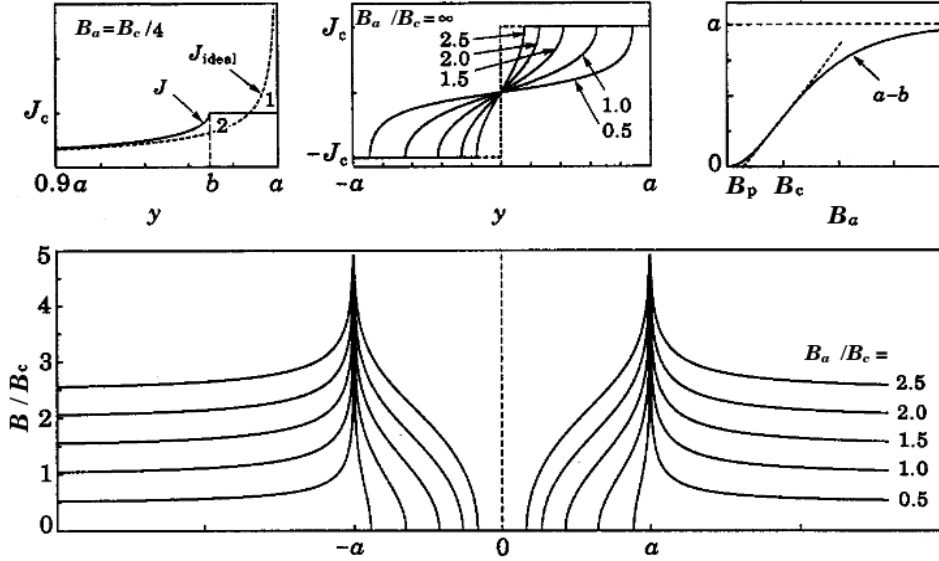 B_a=B_c/4
J_ideal
J
1
2
J_c
0.9a
b
a
y
B_a /B_c=∞
J_c
2.5
2.0
1.5
1.0
0.5
-J_c
-a
a
y
a
a-b
0
B_p
B_c
B_a
5
4
3
2
1
0
B / B_c
B_a /B_c =
2.5
2.0
1.5
1.0
0.5
-a
0
a